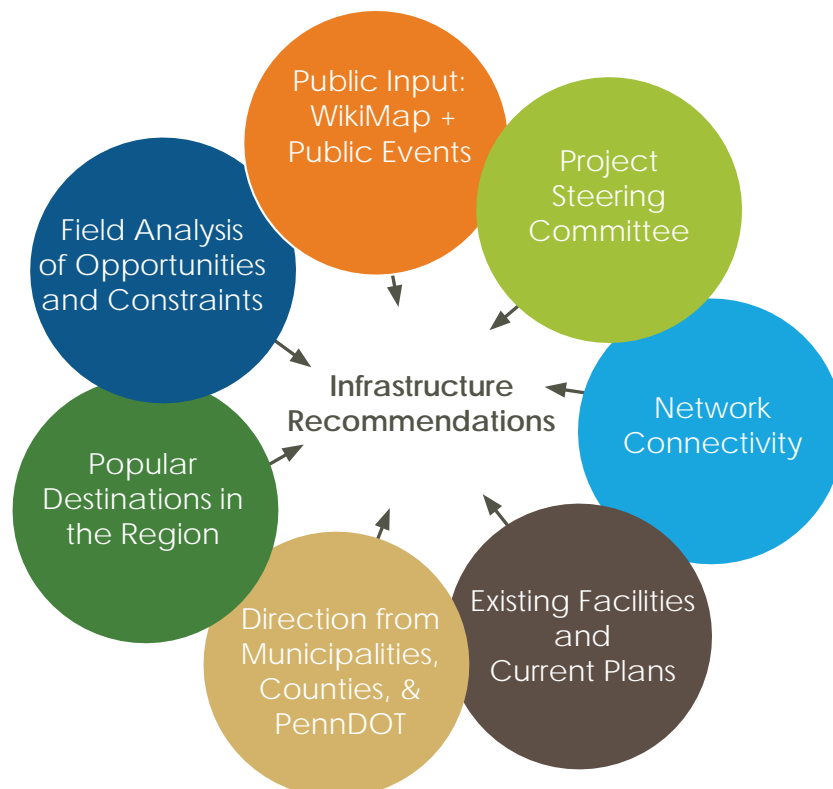 Public Input:
WikiMap +
Public Events
Project
Steering
Committee
Field Analysis
of Opportunities
and Constraints
Infrastructure
Recommendations
Network
Connectivity
Popular
Destinations in
the Region
Existing Facilities
and
Current Plans
Direction from
Municipalities,
Counties, &
PennDOT